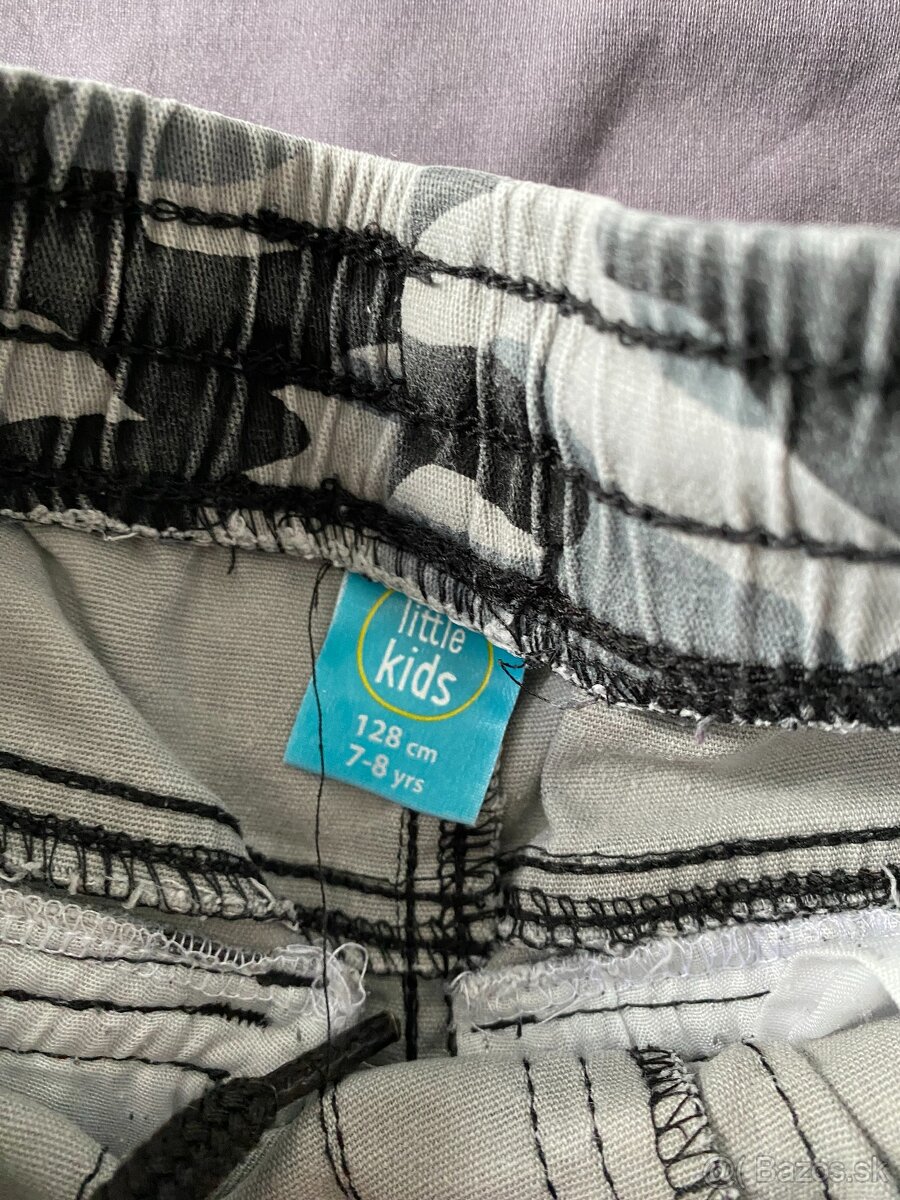 little
kids
128 cm
7-8 yrs
Bazos.sk